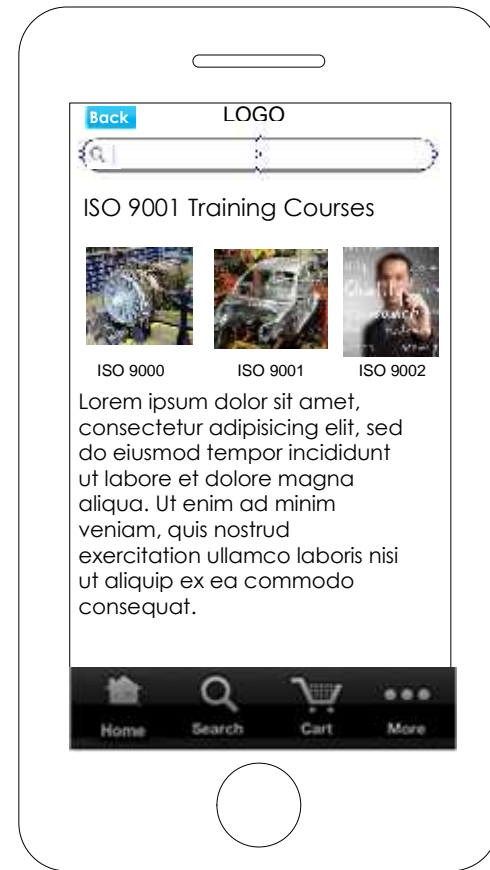 Back
LOGO
ISO 9001 Training Courses
ISO 9000
ISO 9001
ISO 9002
Lorem ipsum dolor sit amet,
consectetur adipisicing elit, sed
do eiusmod tempor incididunt
ut labore et dolore magna
aliqua. Ut enim ad minim
veniam, quis nostrud
exercitation ullamco laboris nisi
ut aliquip ex ea commodo
consequat.
Home
Search
Cart
More